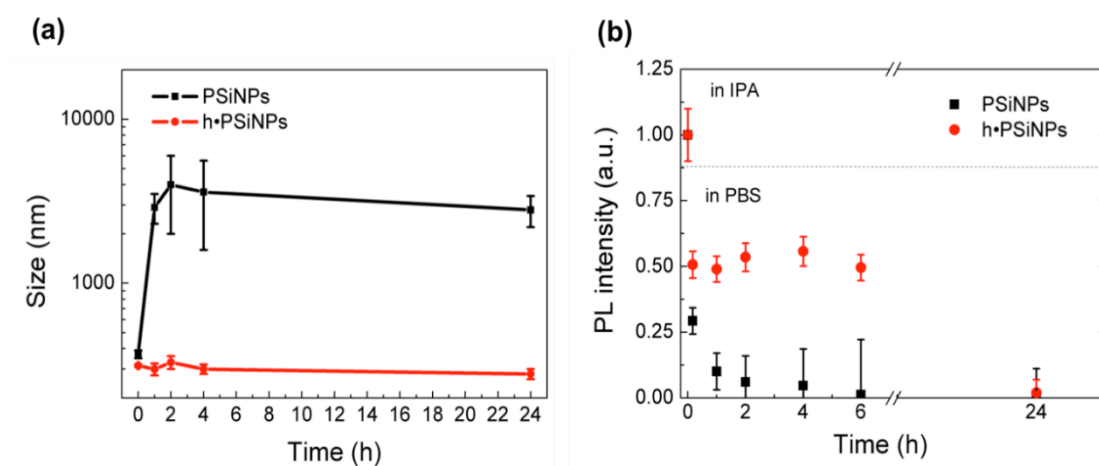 (a)
PSiNPs
h•PSiNPs
10000
1000
Size (nm)
0 2 4 6 8 10 12 14 16 18 20 22 24
Time (h)
(b)
1.25
1.00
0.75
0.50
0.25
0.00
PL intensity (a.u.)
in IPA
in PBS
PSiNPs
h•PSiNPs
0 2 4 6 24
Time (h)